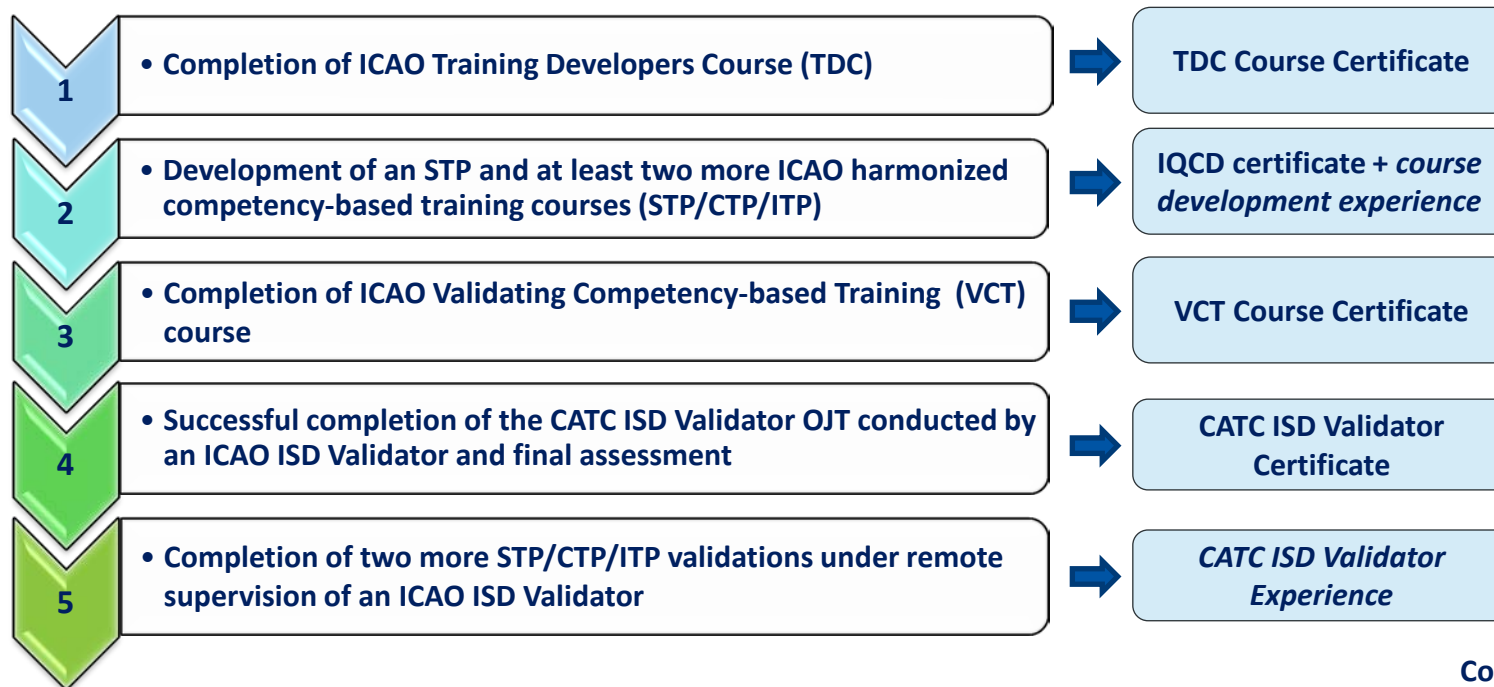 1
• Completion of ICAO Training Developers Course (TDC)
TDC Course Certificate
2
• Development of an STP and at least two more ICAO harmonized
competency-based training courses (STP/CTP/ITP)
IQCD certificate + course
development experience
3
• Completion of ICAO Validating Competency-based Training (VCT)
course
VCT Course Certificate
4
• Successful completion of the CATC ISD Validator OJT conducted by
an ICAO ISD Validator and final assessment
CATC ISD Validator
Certificate
5
• Completion of two more STP/CTP/ITP validations under remote
supervision of an ICAO ISD Validator
CATC ISD Validator
Experience
Co